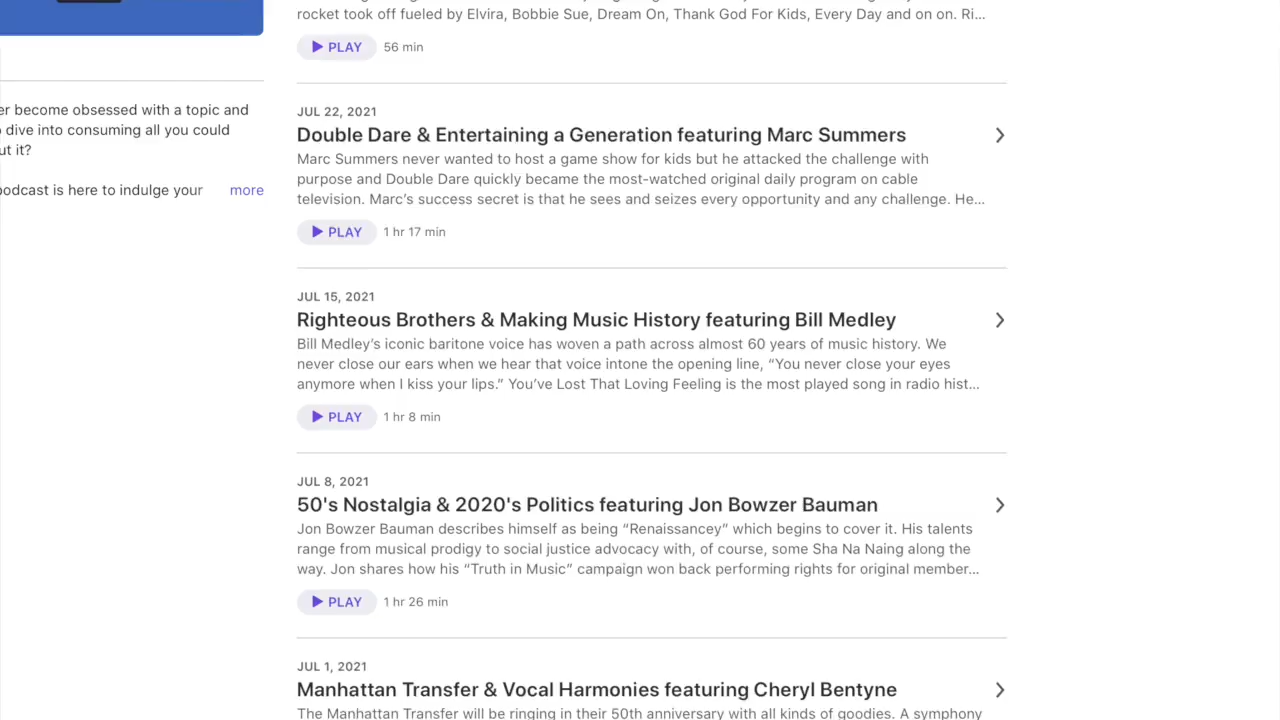 rocket took off fueled by Elvira, Bobbie Sue, Dream On, Thank God For Kids, Every Day and on on. Ri...
PLAY 56 min
er become obsessed with a topic and
dive into consuming all you could
ut it?
podcast is here to indulge your more
JUL 22, 2021
Double Dare & Entertaining a Generation featuring Marc Summers
Marc Summers never wanted to host a game show for kids but he attacked the challenge with
purpose and Double Dare quickly became the most-watched original daily program on cable
television. Marc’s success secret is that he sees and seizes every opportunity and any challenge. He...
PLAY 1 hr 17 min
JUL 15, 2021
Righteous Brothers & Making Music History featuring Bill Medley
Bill Medley’s iconic baritone voice has woven a path across almost 60 years of music history. We
never close our ears when we hear that voice intone the opening line, “You never close your eyes
anymore when I kiss your lips.” You’ve Lost That Loving Feeling is the most played song in radio hist...
PLAY 1 hr 8 min
JUL 8, 2021
50's Nostalgia & 2020's Politics featuring Jon Bowzer Bauman
Jon Bowzer Bauman describes himself as being “Renaissancey” which begins to cover it. His talents
range from musical prodigy to social justice advocacy with, of course, some Sha Na Naing along the
way. Jon shares how his “Truth in Music” campaign won back performing rights for original member...
PLAY 1 hr 26 min
JUL 1, 2021
Manhattan Transfer & Vocal Harmonies featuring Cheryl Bentyne
The Manhattan Transfer will be ringing in their 50th anniversary with all kinds of goodies. A symphony